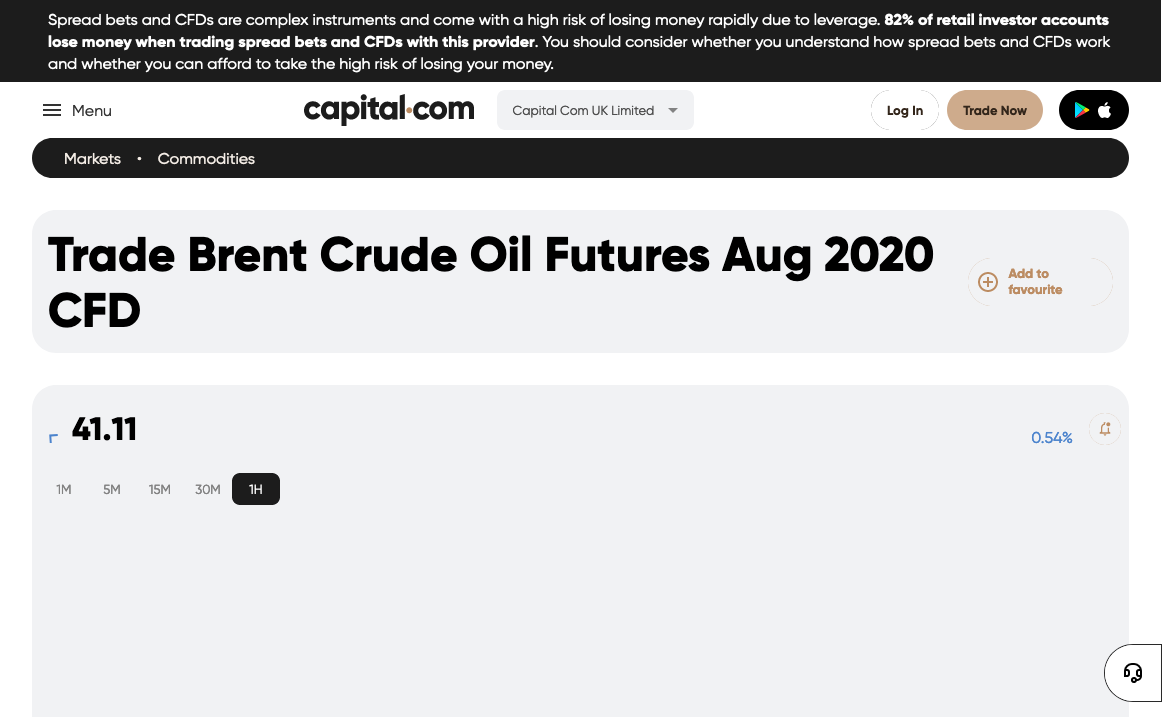 Spread bets and CFDs are complex instruments and come with a high risk of losing money rapidly due to leverage. 82% of retail investor accounts
lose money when trading spread bets and CFDs with this provider. You should consider whether you understand how spread bets and CFDs work
and whether you can afford to take the high risk of losing your money.
Menu
capital.com
Capital Com UK Limited
Log In
Trade Now
Markets • Commodities
Trade Brent Crude Oil Futures Aug 2020
CFD
Add to
favourite
41.11
0.54%
1M 5M 15M 30M 1H